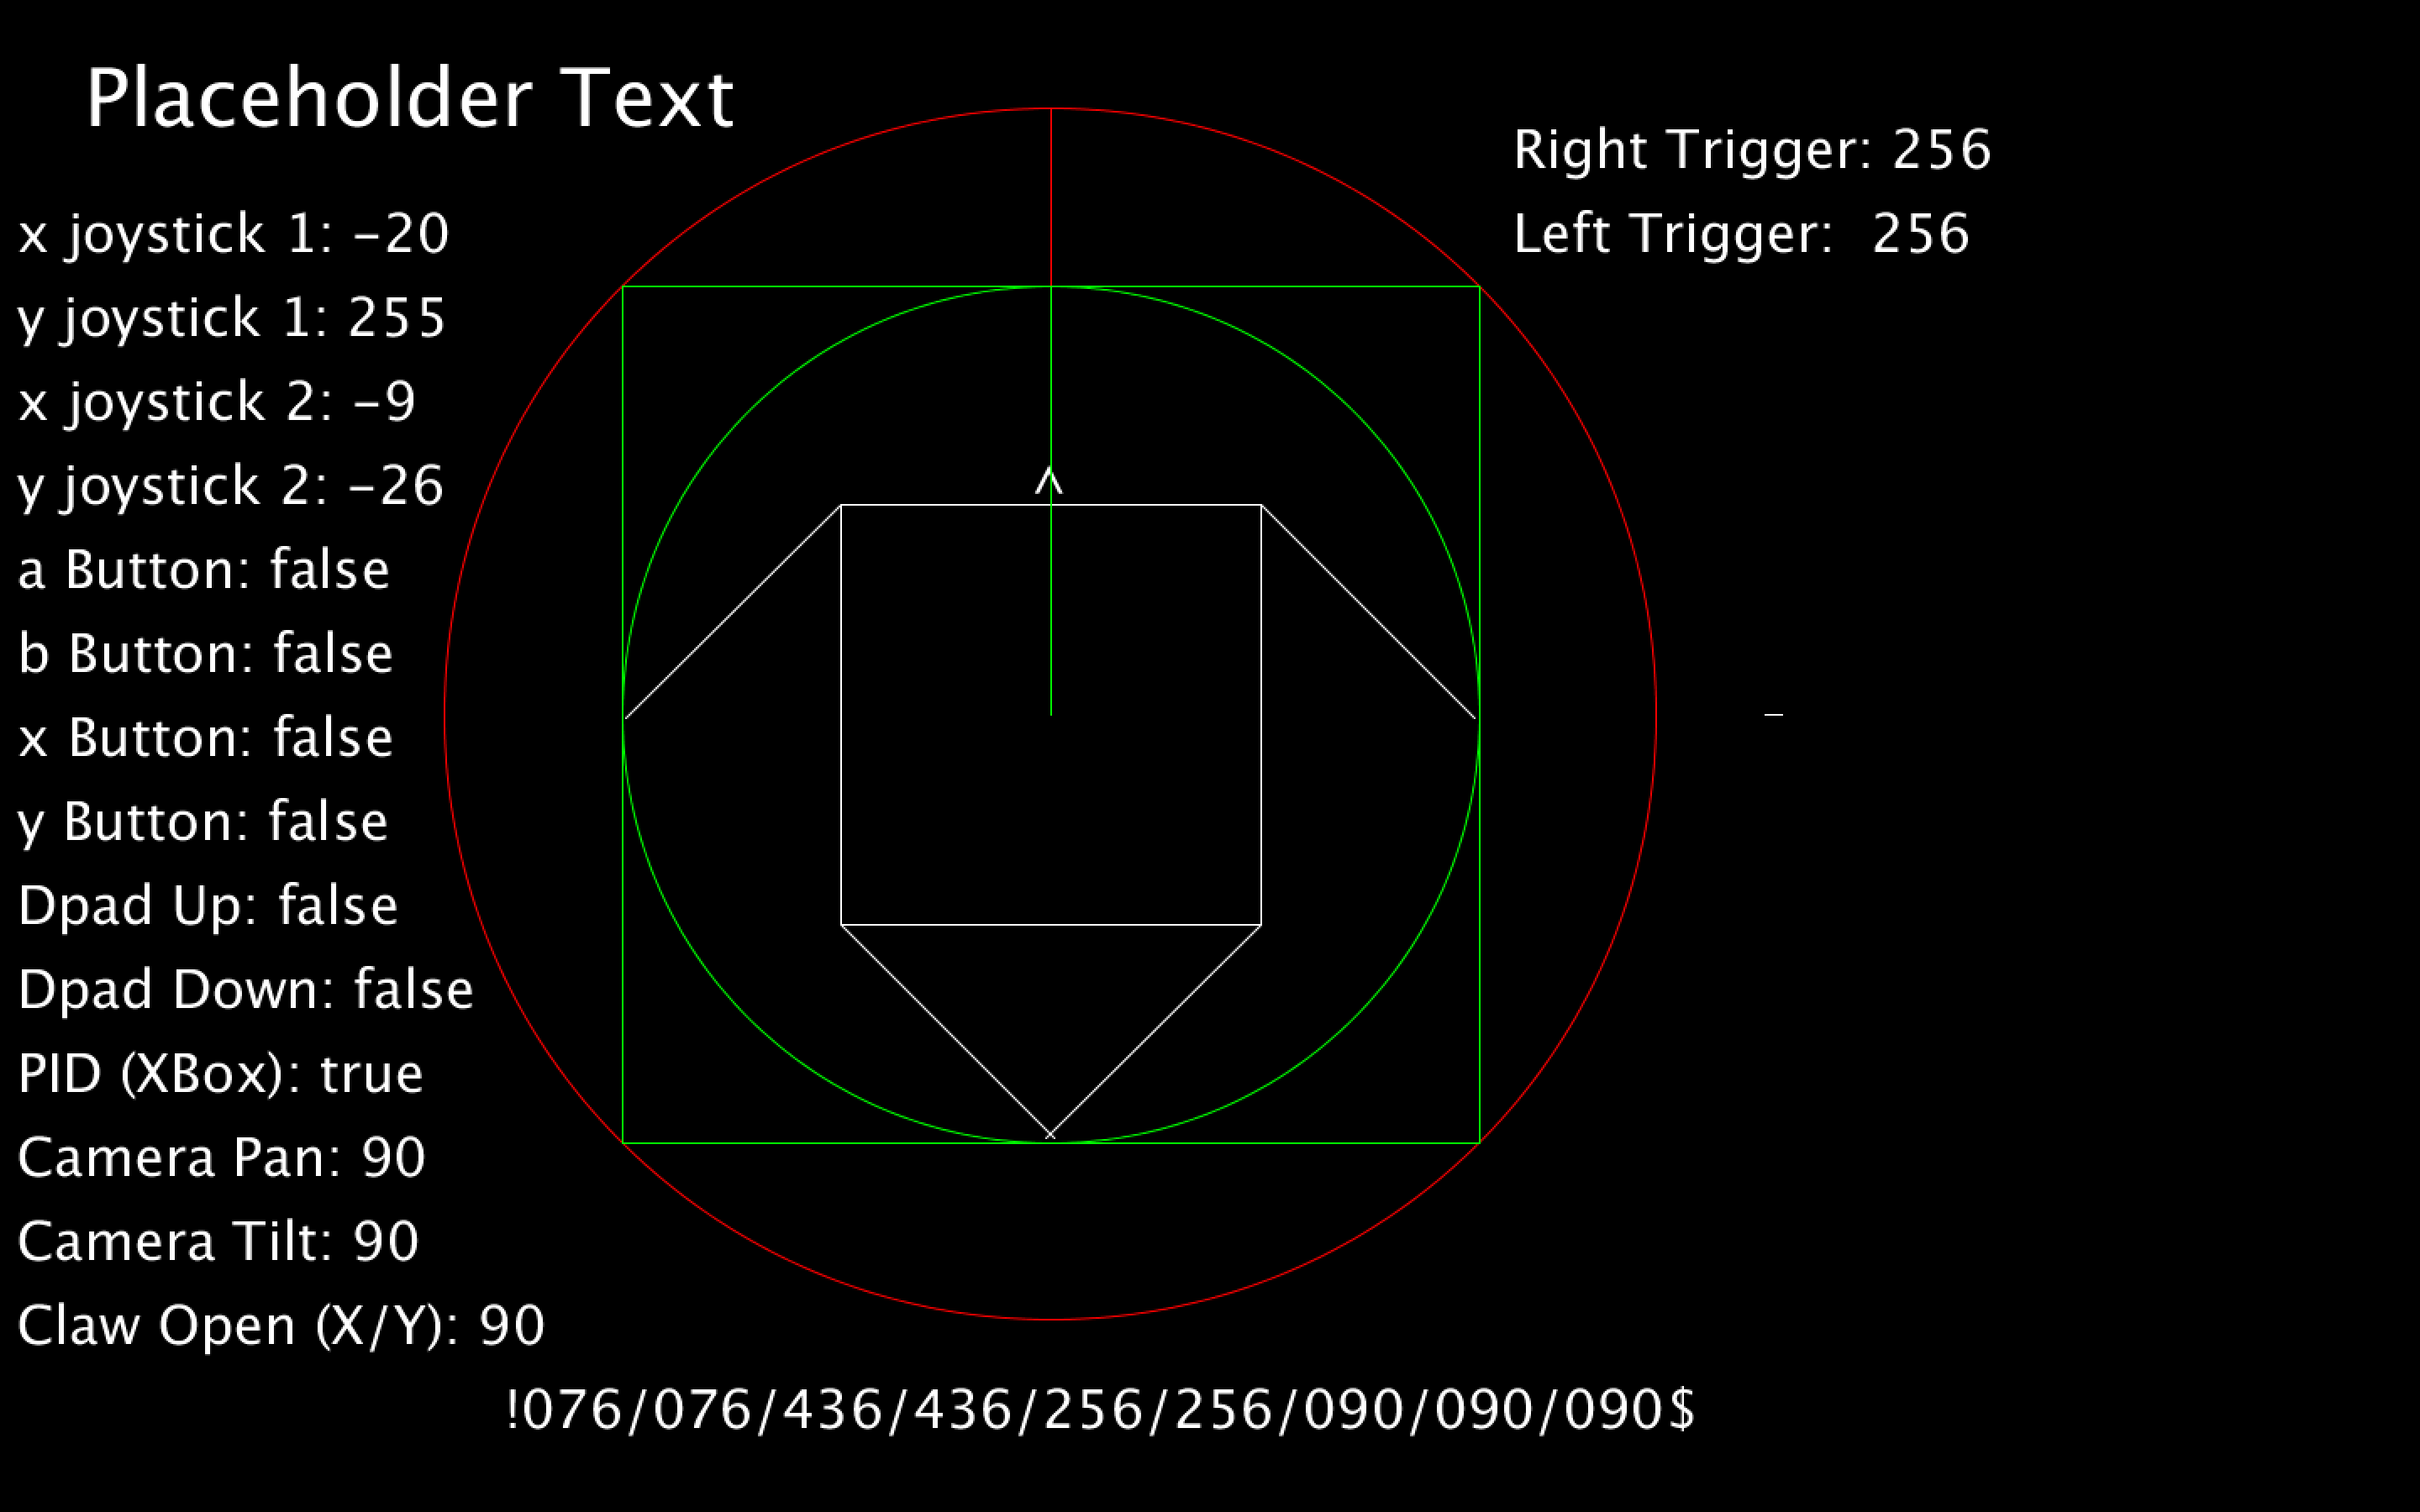 Placeholder Text
x joystick 1: -20
y joystick 1: 255
x joystick 2: -9
y joystick 2: -26
a Button: false
b Button: false
x Button: false
y Button: false
Dpad Up: false
Dpad Down: false
PID (XBox): true
Camera Pan: 90
Camera Tilt: 90
Claw Open (X/Y): 90
Right Trigger: 256
Left Trigger:  256
^
-
!076/076/436/436/256/256/090/090/090$